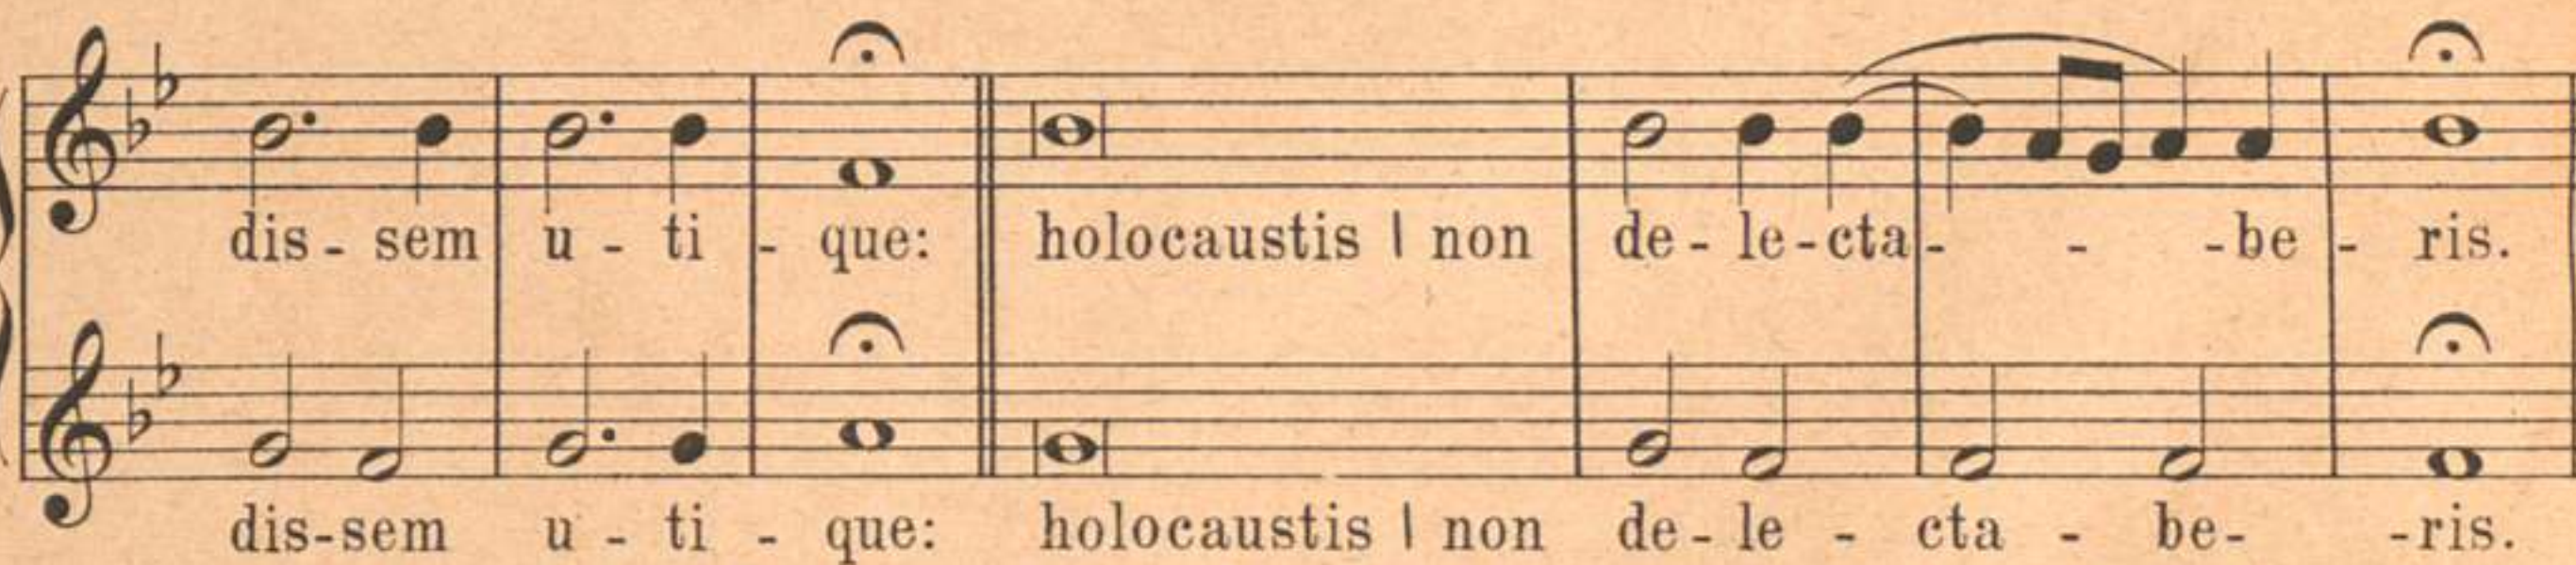 dis - sem u - ti - que: holocaustis | non de - le - cta - - - be - ris.
dis - sem u - ti - que: holocaustis | non de - le - cta - be - - ris.